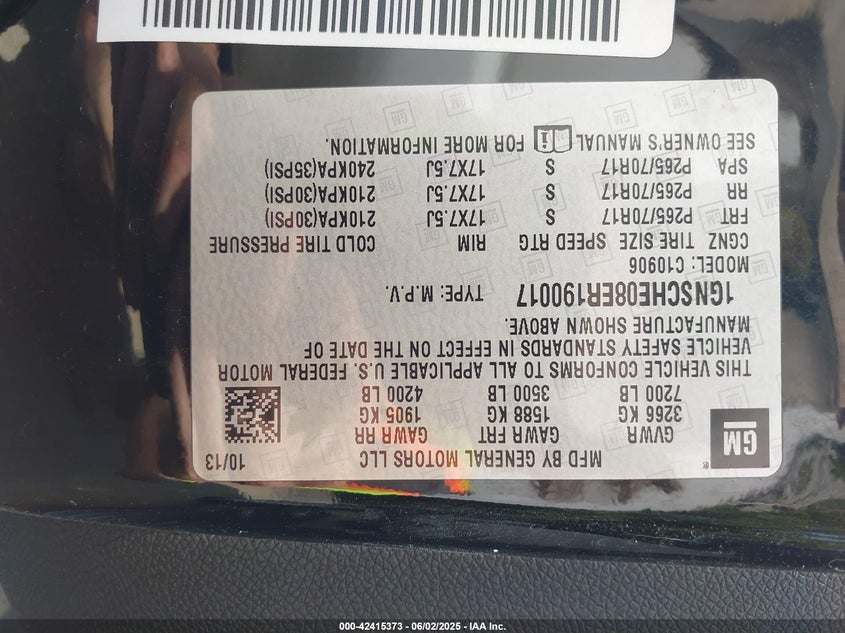 MFD BY GENERAL MOTORS LLC 10/13
GM®
GVWR GAWR FRT GAWR RR
3266 KG 1588 KG 1905 KG
7200 LB 3500 LB 4200 LB
THIS VEHICLE CONFORMS TO ALL APPLICABLE U.S. FEDERAL MOTOR
VEHICLE SAFETY STANDARDS IN EFFECT ON THE DATE OF
MANUFACTURE SHOWN ABOVE.
1GNSCHE08ER190017 TYPE: M.P.V.
MODEL: C10906
CGNZ TIRE SIZE SPEED RTG RIM COLD TIRE PRESSURE
FRT P265/70R17 S 17X7.5J 210KPA(30PSI)
RR P265/70R17 S 17X7.5J 210KPA(30PSI)
SPA P265/70R17 S 17X7.5J 240KPA(35PSI)
SEE OWNER'S MANUAL FOR MORE INFORMATION.
000-42415373 - 06/02/2025 - IAA Inc.